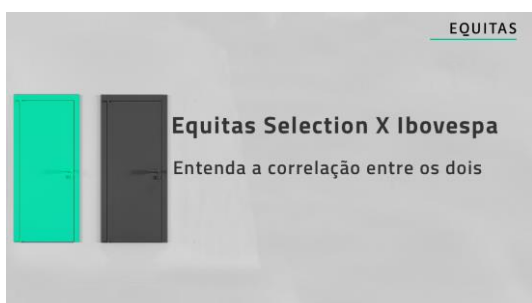 EQUITAS
Equitas Selection X Ibovespa
Entenda a correlação entre os dois